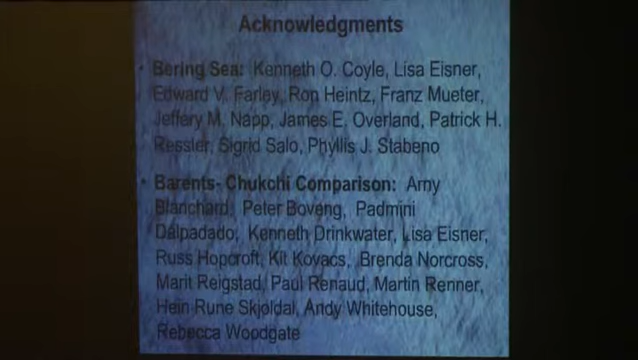 Acknowledgments
• Bering Sea: Kenneth O. Coyle, Lisa Eisner,
Edward V. Farley, Ron Heintz, Franz Mueter,
Jeffery M. Napp, James E. Overland, Patrick H.
Ressler, Sigrid Salo, Phyllis J. Stabeno
• Barents- Chukchi Comparison: Arny
Blanchard, Peter Boveng, Padmini
Dalpadado, Kenneth Drinkwater, Lisa Eisner,
Russ Hopcroft, Kit Kovacs, Brenda Norcross,
Marit Reigstad, Paul Renaud, Martin Renner,
Hein Rune Skjoldal, Andy Whitehouse,
Rebecca Woodgate